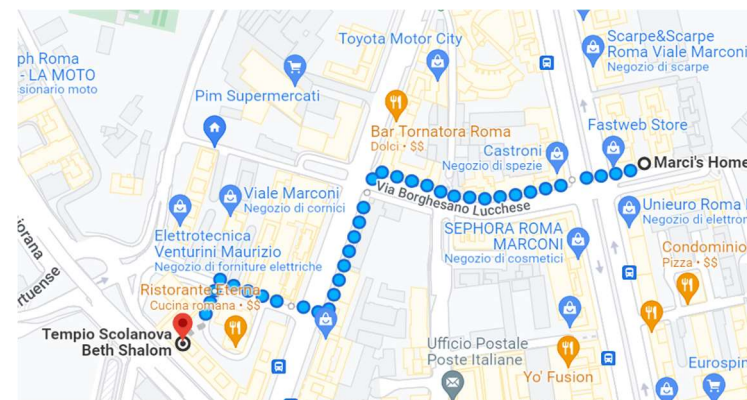 Scarpe&Scarpe
Roma Viale Marconi
Negozio di scarpe
Toyota Motor City
ph Roma
- LA MOTO
sionario moto
Pim Supermercati
Bar Tornatora Roma
Dolci • $$
Fastweb Store
Castroni
Negozio di spezie
Marci's Home
Via Borghesano Lucchese
Viale Marconi
Negozio di cornici
Unieuro Roma
Negozio di elettror
Elettrotecnica
Venturini Maurizio
Negozio di forniture elettriche
SEPHORA ROMA
MARCONI
Negozio di cosmetici
Condominio
Pizza • $$
iorana
rtuense
Ristorante Eterna
Cucina romana • $$
Tempio Scolanova
Beth Shalom
Ufficio Postale
Poste Italiane
Yo' Fusion
Eurospin